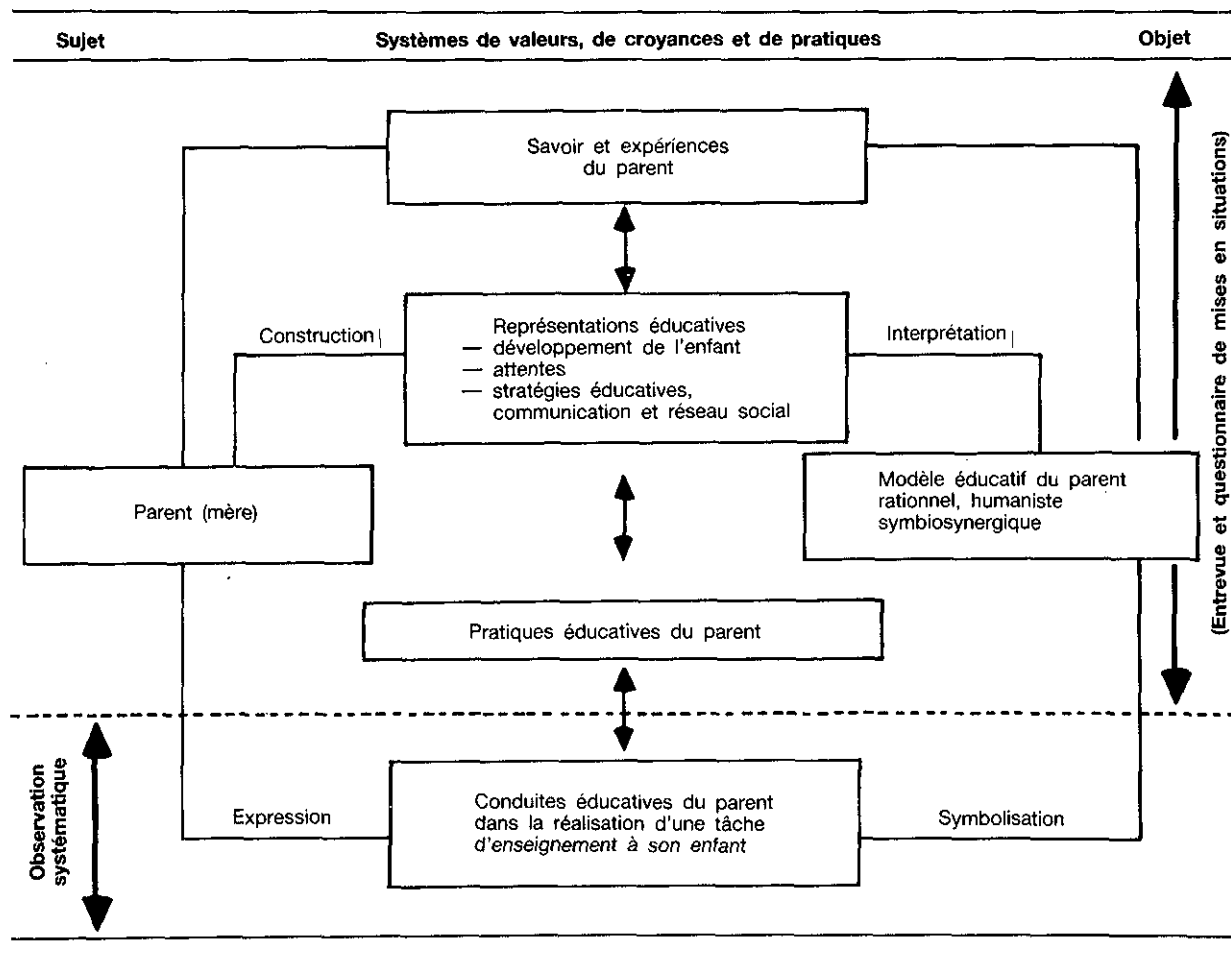 Sujet
Systèmes de valeurs, de croyances et de pratiques
Objet
Savoir et expériences
du parent
Construction
Représentations éducatives
— développement de l'enfant
— attentes
— stratégies éducatives,
communication et réseau social
Interprétation
Parent (mère)
Modèle éducatif du parent
rationnel, humaniste
symbiosynergique
Pratiques éducatives du parent
(Entrevue et questionnaire de mises en situations)
Observation
systématique
Expression
Conduites éducatives du parent
dans la réalisation d'une tâche
d'enseignement à son enfant
Symbolisation